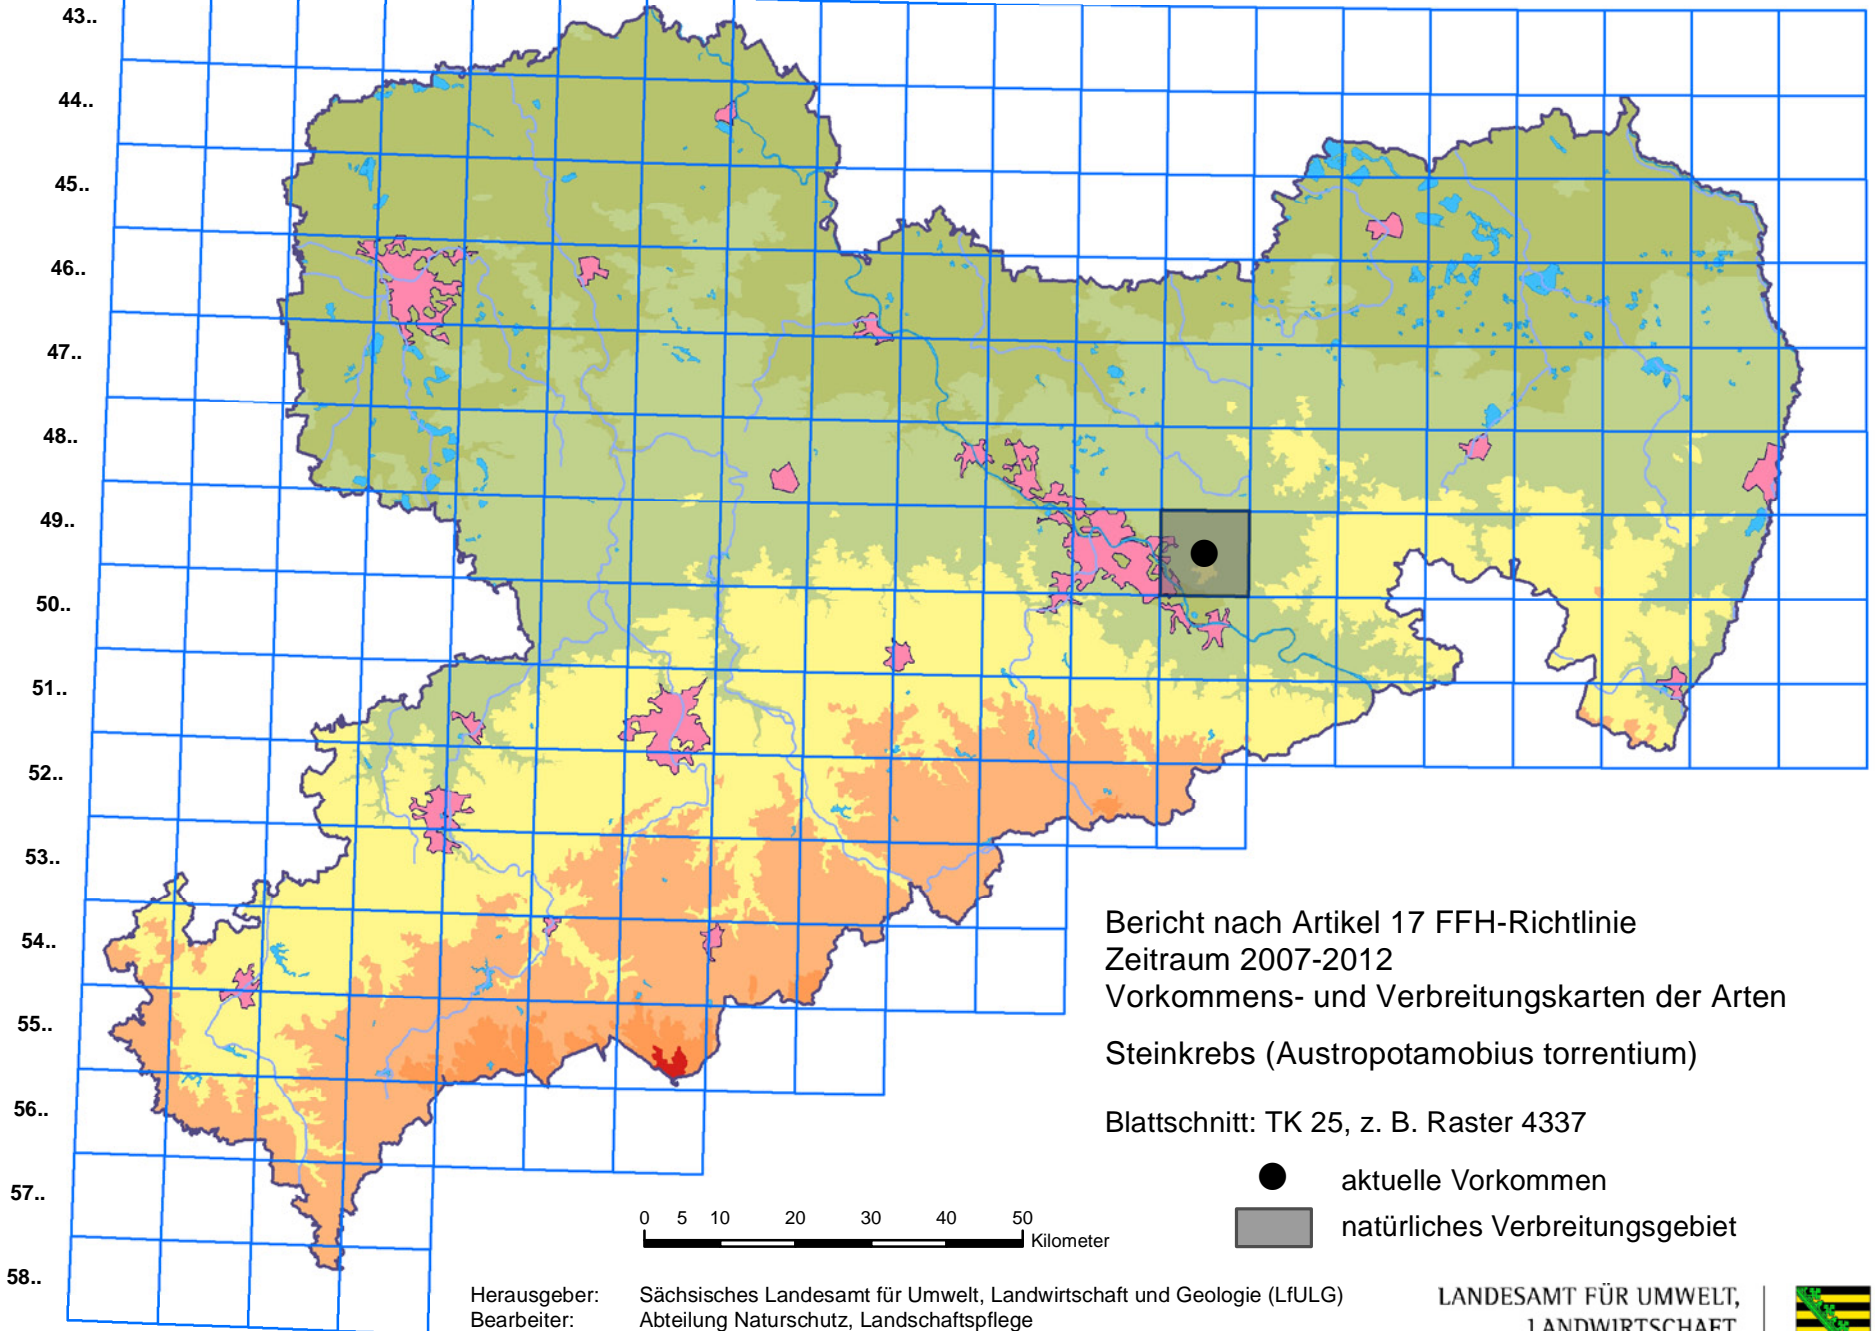 43..
44..
45..
46..
47..
48..
49..
50..
51..
52..
53..
54..
55..
56..
57..
58..
Bericht nach Artikel 17 FFH-Richtlinie
Zeitraum 2007-2012
Vorkommens- und Verbreitungskarten der Arten
Steinkrebs (Austropotamobius torrentium)
Blattschnitt: TK 25, z. B. Raster 4337
aktuelle Vorkommen
natürliches Verbreitungsgebiet
0 5 10 20 30 40 50
Kilometer
Herausgeber: Sächsisches Landesamt für Umwelt, Landwirtschaft und Geologie (LfULG)
Bearbeiter: Abteilung Naturschutz, Landschaftspflege
LANDESAMT FÜR UMWELT,
LANDWIRTSCHAFT